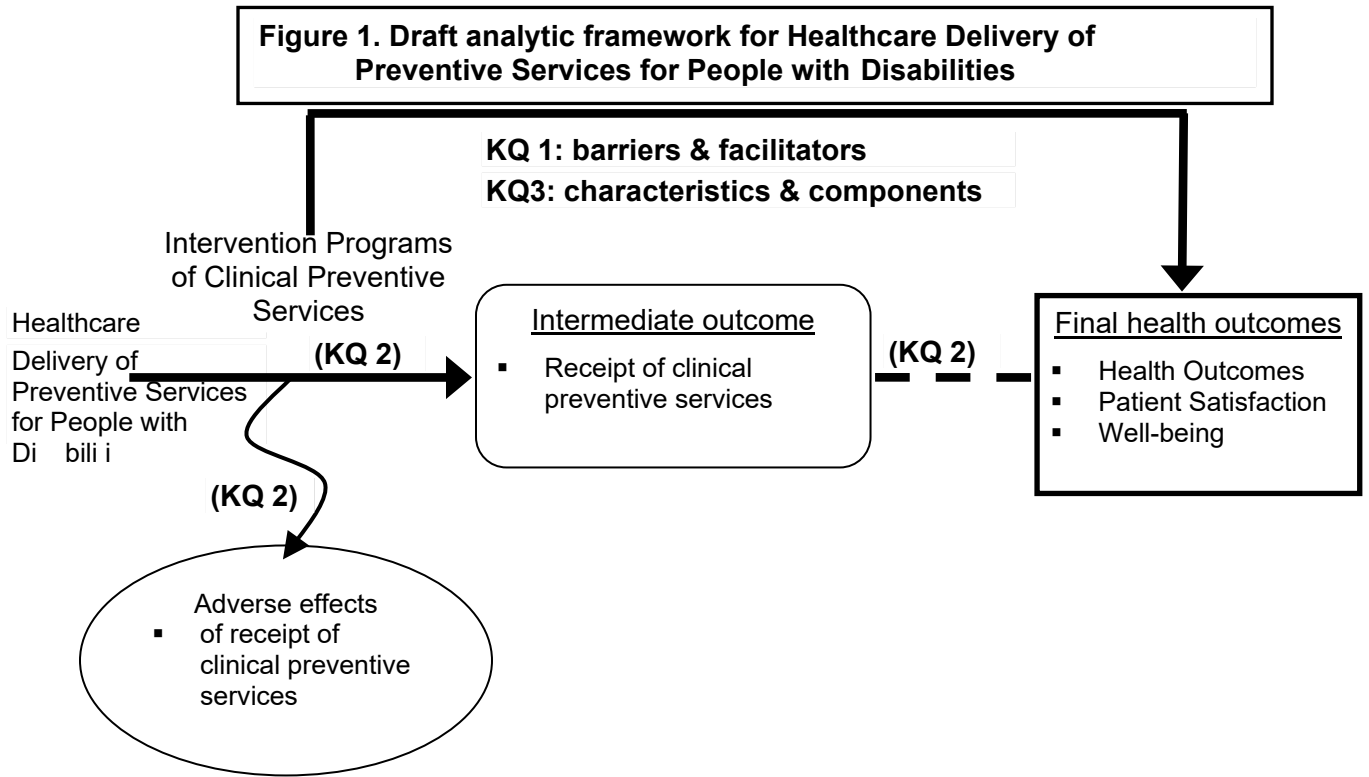 Figure 1. Draft analytic framework for Healthcare Delivery of
Preventive Services for People with Disabilities
KQ 1: barriers & facilitators
KQ3: characteristics & components
Intervention Programs
of Clinical Preventive
Services
Healthcare
Delivery of
Preventive Services
for People with
Di bili i
(KQ 2)
Intermediate outcome
▪ Receipt of clinical
preventive services
(KQ 2)
Final health outcomes
▪ Health Outcomes
▪ Patient Satisfaction
▪ Well-being
(KQ 2)
Adverse effects
▪ of receipt of
clinical preventive
services